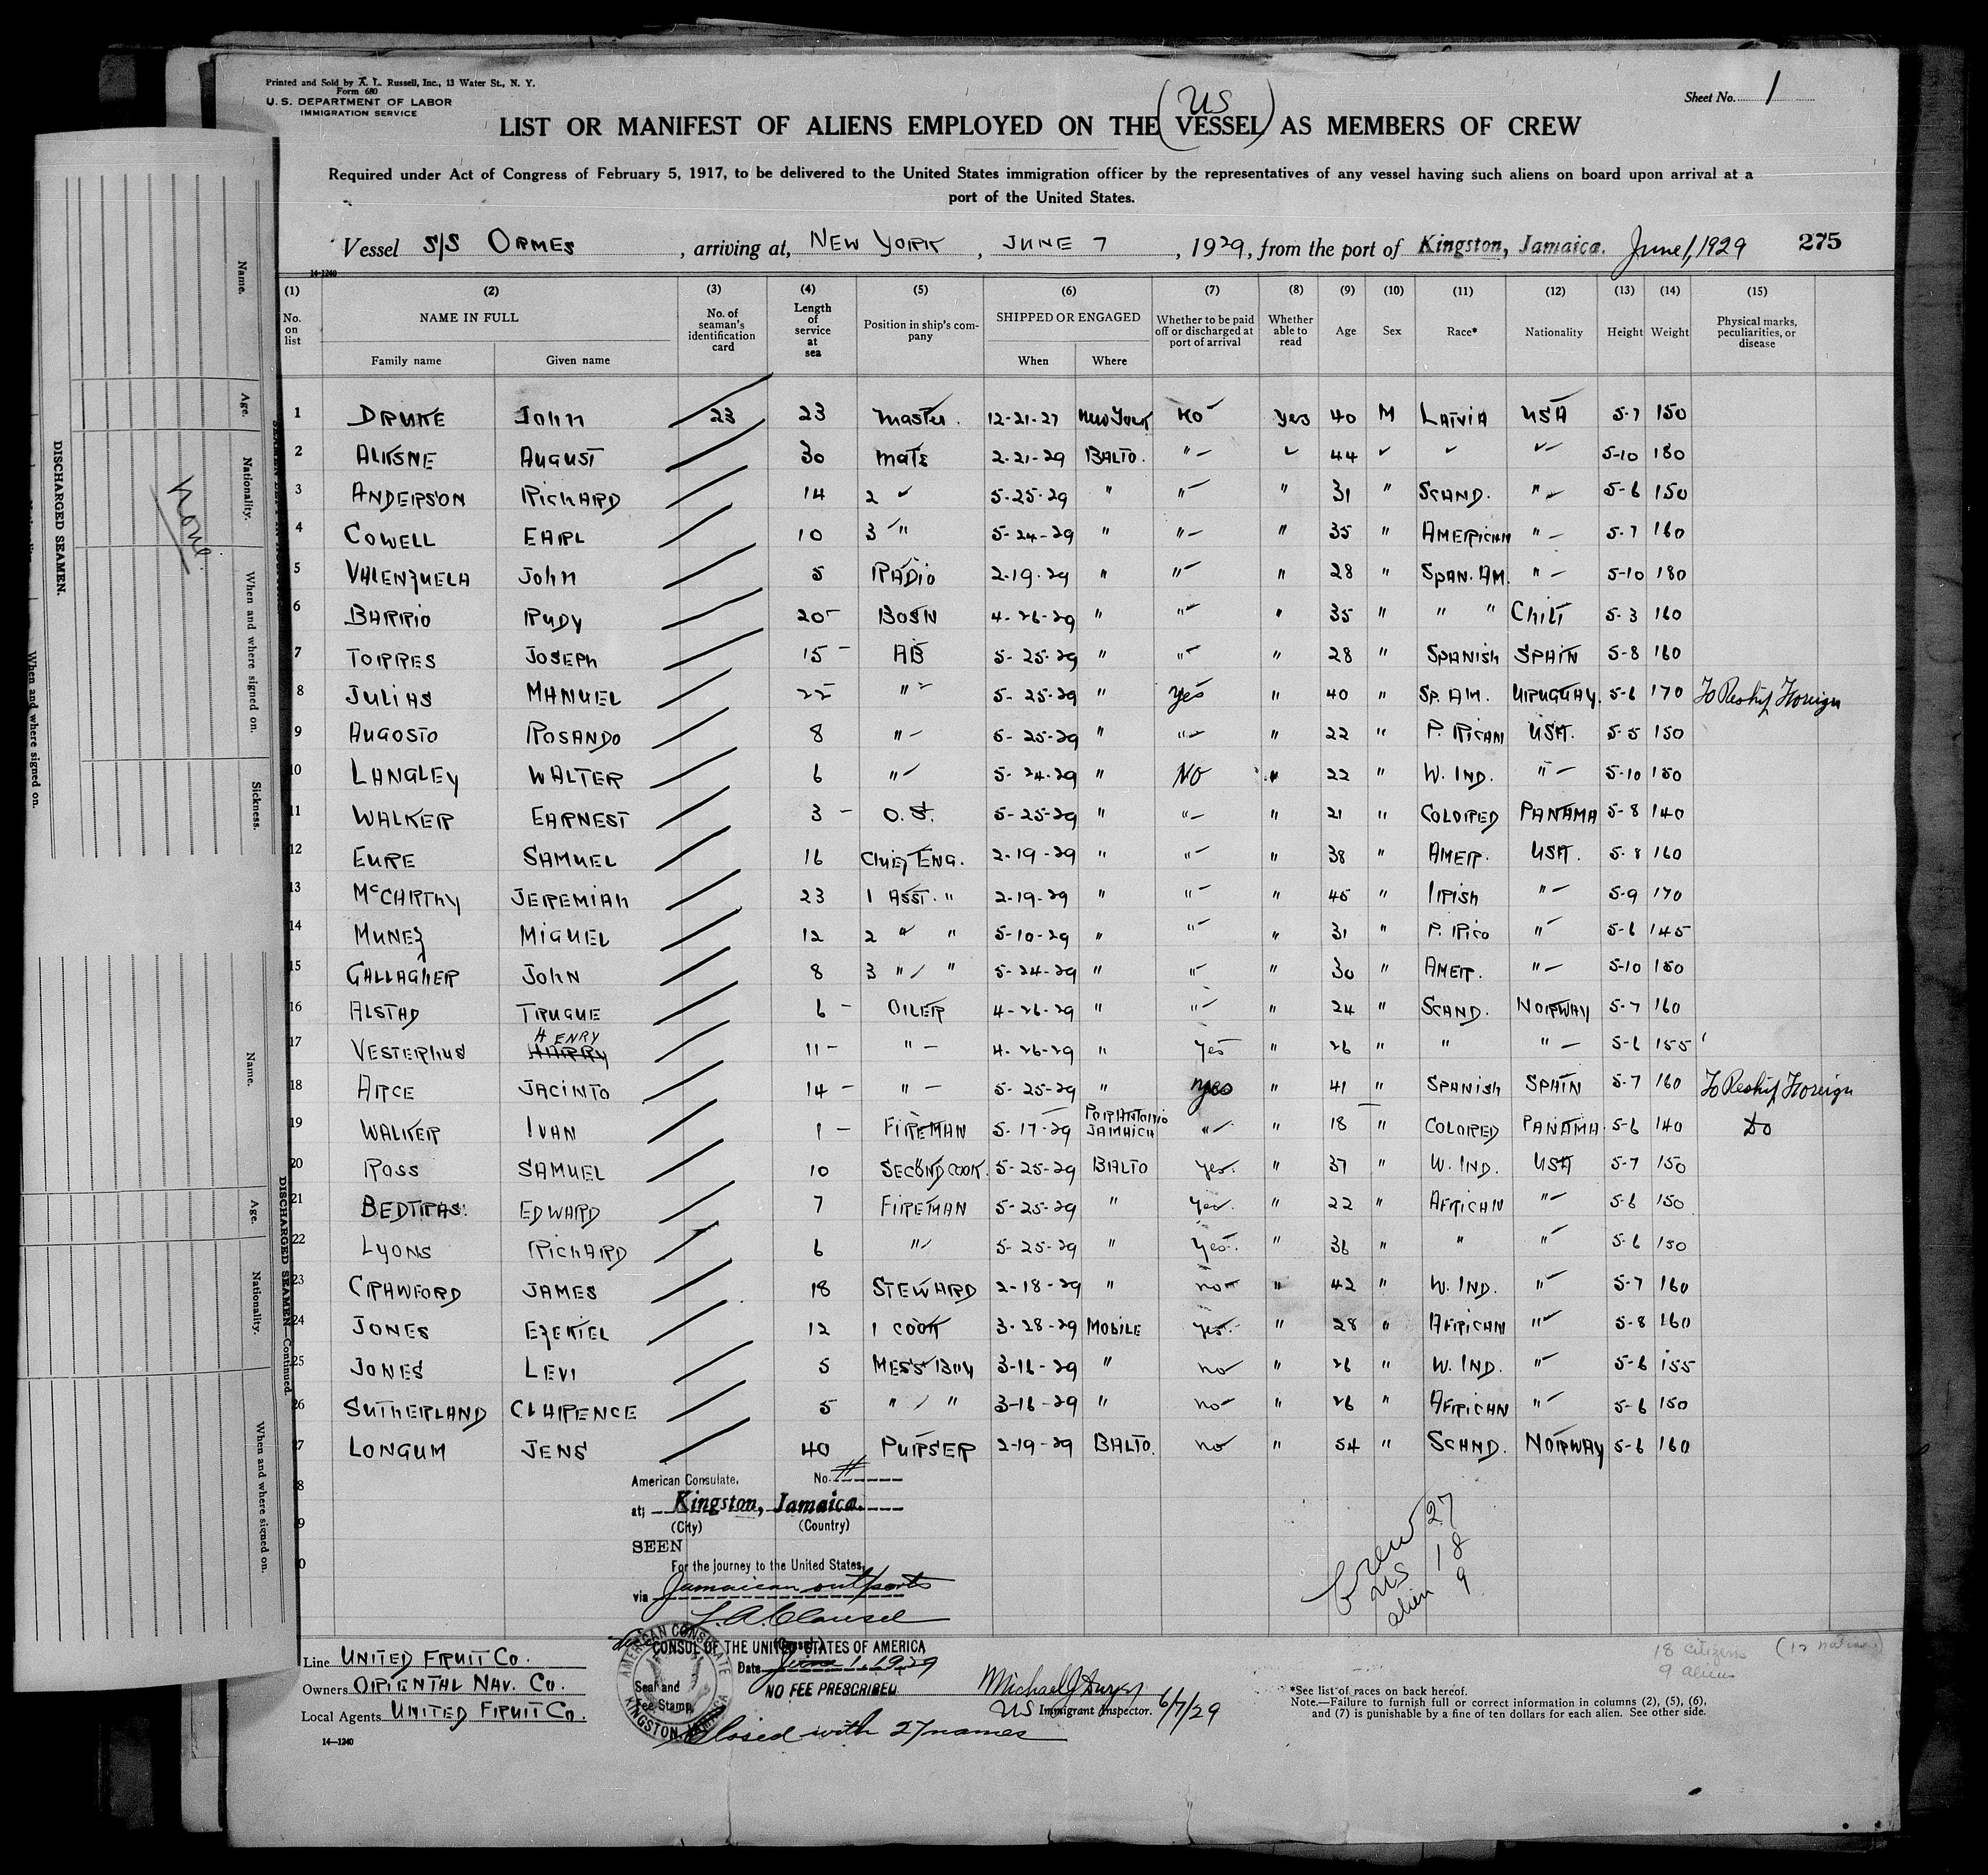 Printed and Sold by A. L. Russell, Inc., 13 Water St., N. Y.
Form 680
U. S. DEPARTMENT OF LABOR
IMMIGRATION SERVICE
Sheet No. 1
US
LIST OR MANIFEST OF ALIENS EMPLOYED ON THE (VESSEL) AS MEMBERS OF CREW
Required under Act of Congress of February 5, 1917, to be delivered to the United States immigration officer by the representatives of any vessel having such aliens on board upon arrival at a
port of the United States.
Vessel S/S ORMES, arriving at, NEW YORK, JUNE 7, 1929, from the port of Kingston, Jamaica. June 1, 1929 275
14-1240
(1) (2) (3) (4) (5) (6) (7) (8) (9) (10) (11) (12) (13) (14) (15)
No. on list NAME IN FULL Family name Given name No. of seaman's identification card Length of service at sea Position in ship's company SHIPPED OR ENGAGED When Where Whether to be paid off or discharged at port of arrival Whether able to read Age Sex Race* Nationality Height Weight Physical marks, peculiarities, or disease
1 DRUKE John 23 23 Master. 12-21-27 New York No Yes 40 M LATVIA USA 5-7 150
2 ALKSNE AUGUST 30 MATE 2-21-29 BALTO. " ✓ 44 ✓ ✓ ✓ 5-10 180
3 ANDERSON RICHARD 14 2 ✓ 5-25-29 " " " 31 " SCAND. " 5-6 150
4 COWELL EARL 10 3 " 5-24-29 " " " 35 " AMERICAN " 5-7 160
5 VALENZUELA John 5 RADIO 2-19-29 " " " 28 " SPAN. AM. " 5-10 180
6 BARRIO RUDY 20 BOSN 4-26-29 " " " 35 " " " CHILI 5-3 160
7 TORRES JOSEPH 15 AB 5-25-29 " " " 28 " SPANISH SPAIN 5-8 160
8 JULIAS MANUEL 22 " 5-25-29 " Yes " 40 " SP. AM. URUGUAY. 5-6 170 To Reship Foreign
9 AUGOSTO ROSANDO 8 " 5-25-29 " " " 22 " P. RICAN USA. 5-5 150
10 LANGLEY WALTER 6 " 5-24-29 " NO " 22 " W. IND. " 5-10 150
11 WALKER EARNEST 3 O.S. 5-25-29 " " " 21 " COLORED PANAMA 5-8 140
12 EURE SAMUEL 16 Chief ENG. 2-19-29 " " " 38 " AMER. USA. 5-8 160
13 McCARTHY JEREMIAH 23 1 ASST. " 2-19-29 " " " 45 " IRISH " 5-9 170
14 MUNEZ MIGUEL 12 2 " " 5-10-29 " " " 31 " P. RICO " 5-6 145
15 GALLAGHER JOHN 8 3 " " 5-24-29 " " " 30 " AMER. " 5-10 150
16 ALSTAD TRUGUE 6 OILER 4-26-29 " " " 24 " SCAND. NORWAY 5-7 160
17 VESTERHUS HENRY HARRY 11 " 4-26-29 " Yes " 26 " " " 5-6 155
18 ARCE JACINTO 14 " 5-25-29 " Yes " 41 " SPANISH SPAIN 5-7 160 To Reship Foreign
19 WALKER IVAN 1 FIREMAN 5-17-29 PORT ANTONIO JAMAICA " " 18 " COLORED PANAMA 5-6 140 Do
20 ROSS SAMUEL 10 SECOND COOK. 5-25-29 BALTO Yes. " 37 " W. IND. USA 5-7 150
21 EDWARD 7 FIREMAN 5-25-29 " Yes. " 22 " AFRICAN " 5-6 150
22 LYONS RICHARD 6 " 5-25-29 " Yes. " 36 " " " 5-6 150
23 CRAWFORD JAMES 18 STEWARD 2-18-29 " no " 42 " W. IND. " 5-7 160
24 JONES EZEKIEL 12 1 COOK 3-28-29 MOBILE Yes. " 28 " AFRICAN " 5-8 160
25 JONES LEVI 5 MESS BOY 3-16-29 " no " 26 " W. IND. " 5-6 155
26 SUTHERLAND CLARENCE 5 " " 3-16-29 " no " 26 " AFRICAN " 5-6 150
27 LONGUM JENS 40 PURSER 2-19-29 BALTO. no " 54 " SCAND. NORWAY 5-6 160
American Consulate, No.
at Kingston, Jamaica.
(City) (Country)
SEEN
For the journey to the United States,
via Jamaican outports
CONSUL OF THE UNITED STATES OF AMERICA
Date June 1, 1929
NO FEE PRESCRIBED
AMERICAN CONSULATE
KINGSTON, JAMAICA
Seal and
Fee Stamp.
Closed with 27 names
Crew 27
US 18
alien 9
18 citizens
9 aliens
Line UNITED FRUIT CO.
Owners ORIENTAL NAV. CO.
Local Agents UNITED FRUIT CO.
14—1240
US Immigrant Inspector. 6/7/29
*See list of races on back hereof.
Note.—Failure to furnish full or correct information in columns (2), (5), (6),
and (7) is punishable by a fine of ten dollars for each alien. See other side.
DISCHARGED SEAMEN.
Name.
Age.
Nationality.
When and where signed on.
Sickness.
None
DISCHARGED SEAMEN—Continued.
Name.
Age.
Nationality.
When and where signed on.